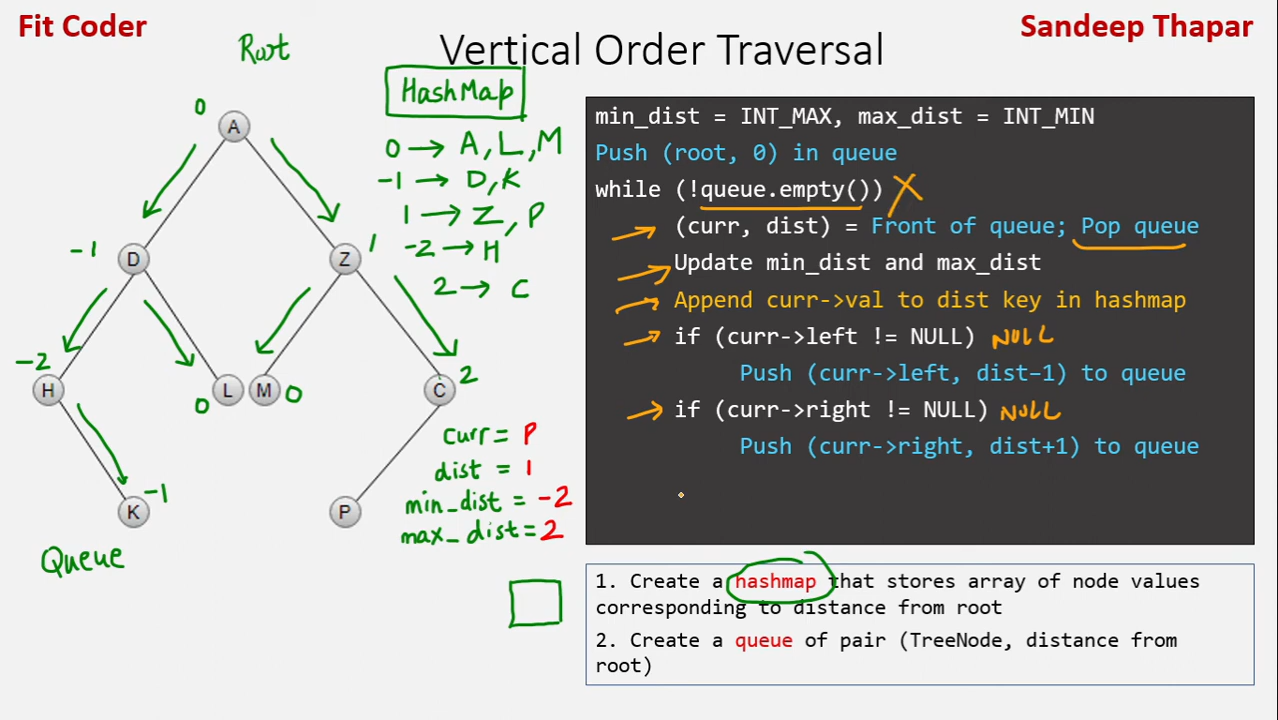 Fit Coder
Sandeep Thapar
Vertical Order Traversal
Root
0
A
-1
D
Z
1
-2
H
0
L
M
0
C
2
K
-1
P
HashMap
0 → A, L, M
-1 → D, K
1 → Z, P
-2 → H
2 → C
curr = P
dist = 1
min_dist = -2
max_dist = 2
Queue
min_dist = INT_MAX, max_dist = INT_MIN
Push (root, 0) in queue
while (!queue.empty()) X
(curr, dist) = Front of queue; Pop queue
Update min_dist and max_dist
Append curr->val to dist key in hashmap
if (curr->left != NULL) NULL
Push (curr->left, dist–1) to queue
if (curr->right != NULL) NULL
Push (curr->right, dist+1) to queue
1. Create a hashmap that stores array of node values
corresponding to distance from root
2. Create a queue of pair (TreeNode, distance from
root)